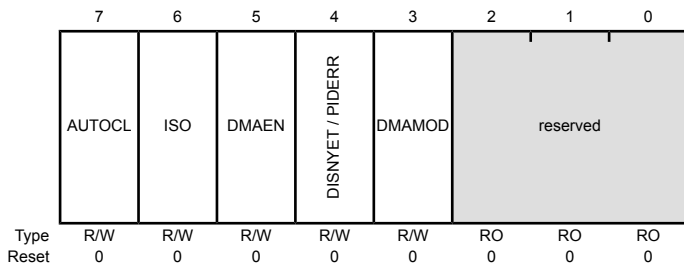 7 6 5 4 3 2 1 0
AUTOCL ISO DMAEN DISNYET / PIDERR DMAMOD reserved
Type R/W R/W R/W R/W R/W RO RO RO
Reset 0 0 0 0 0 0 0 0